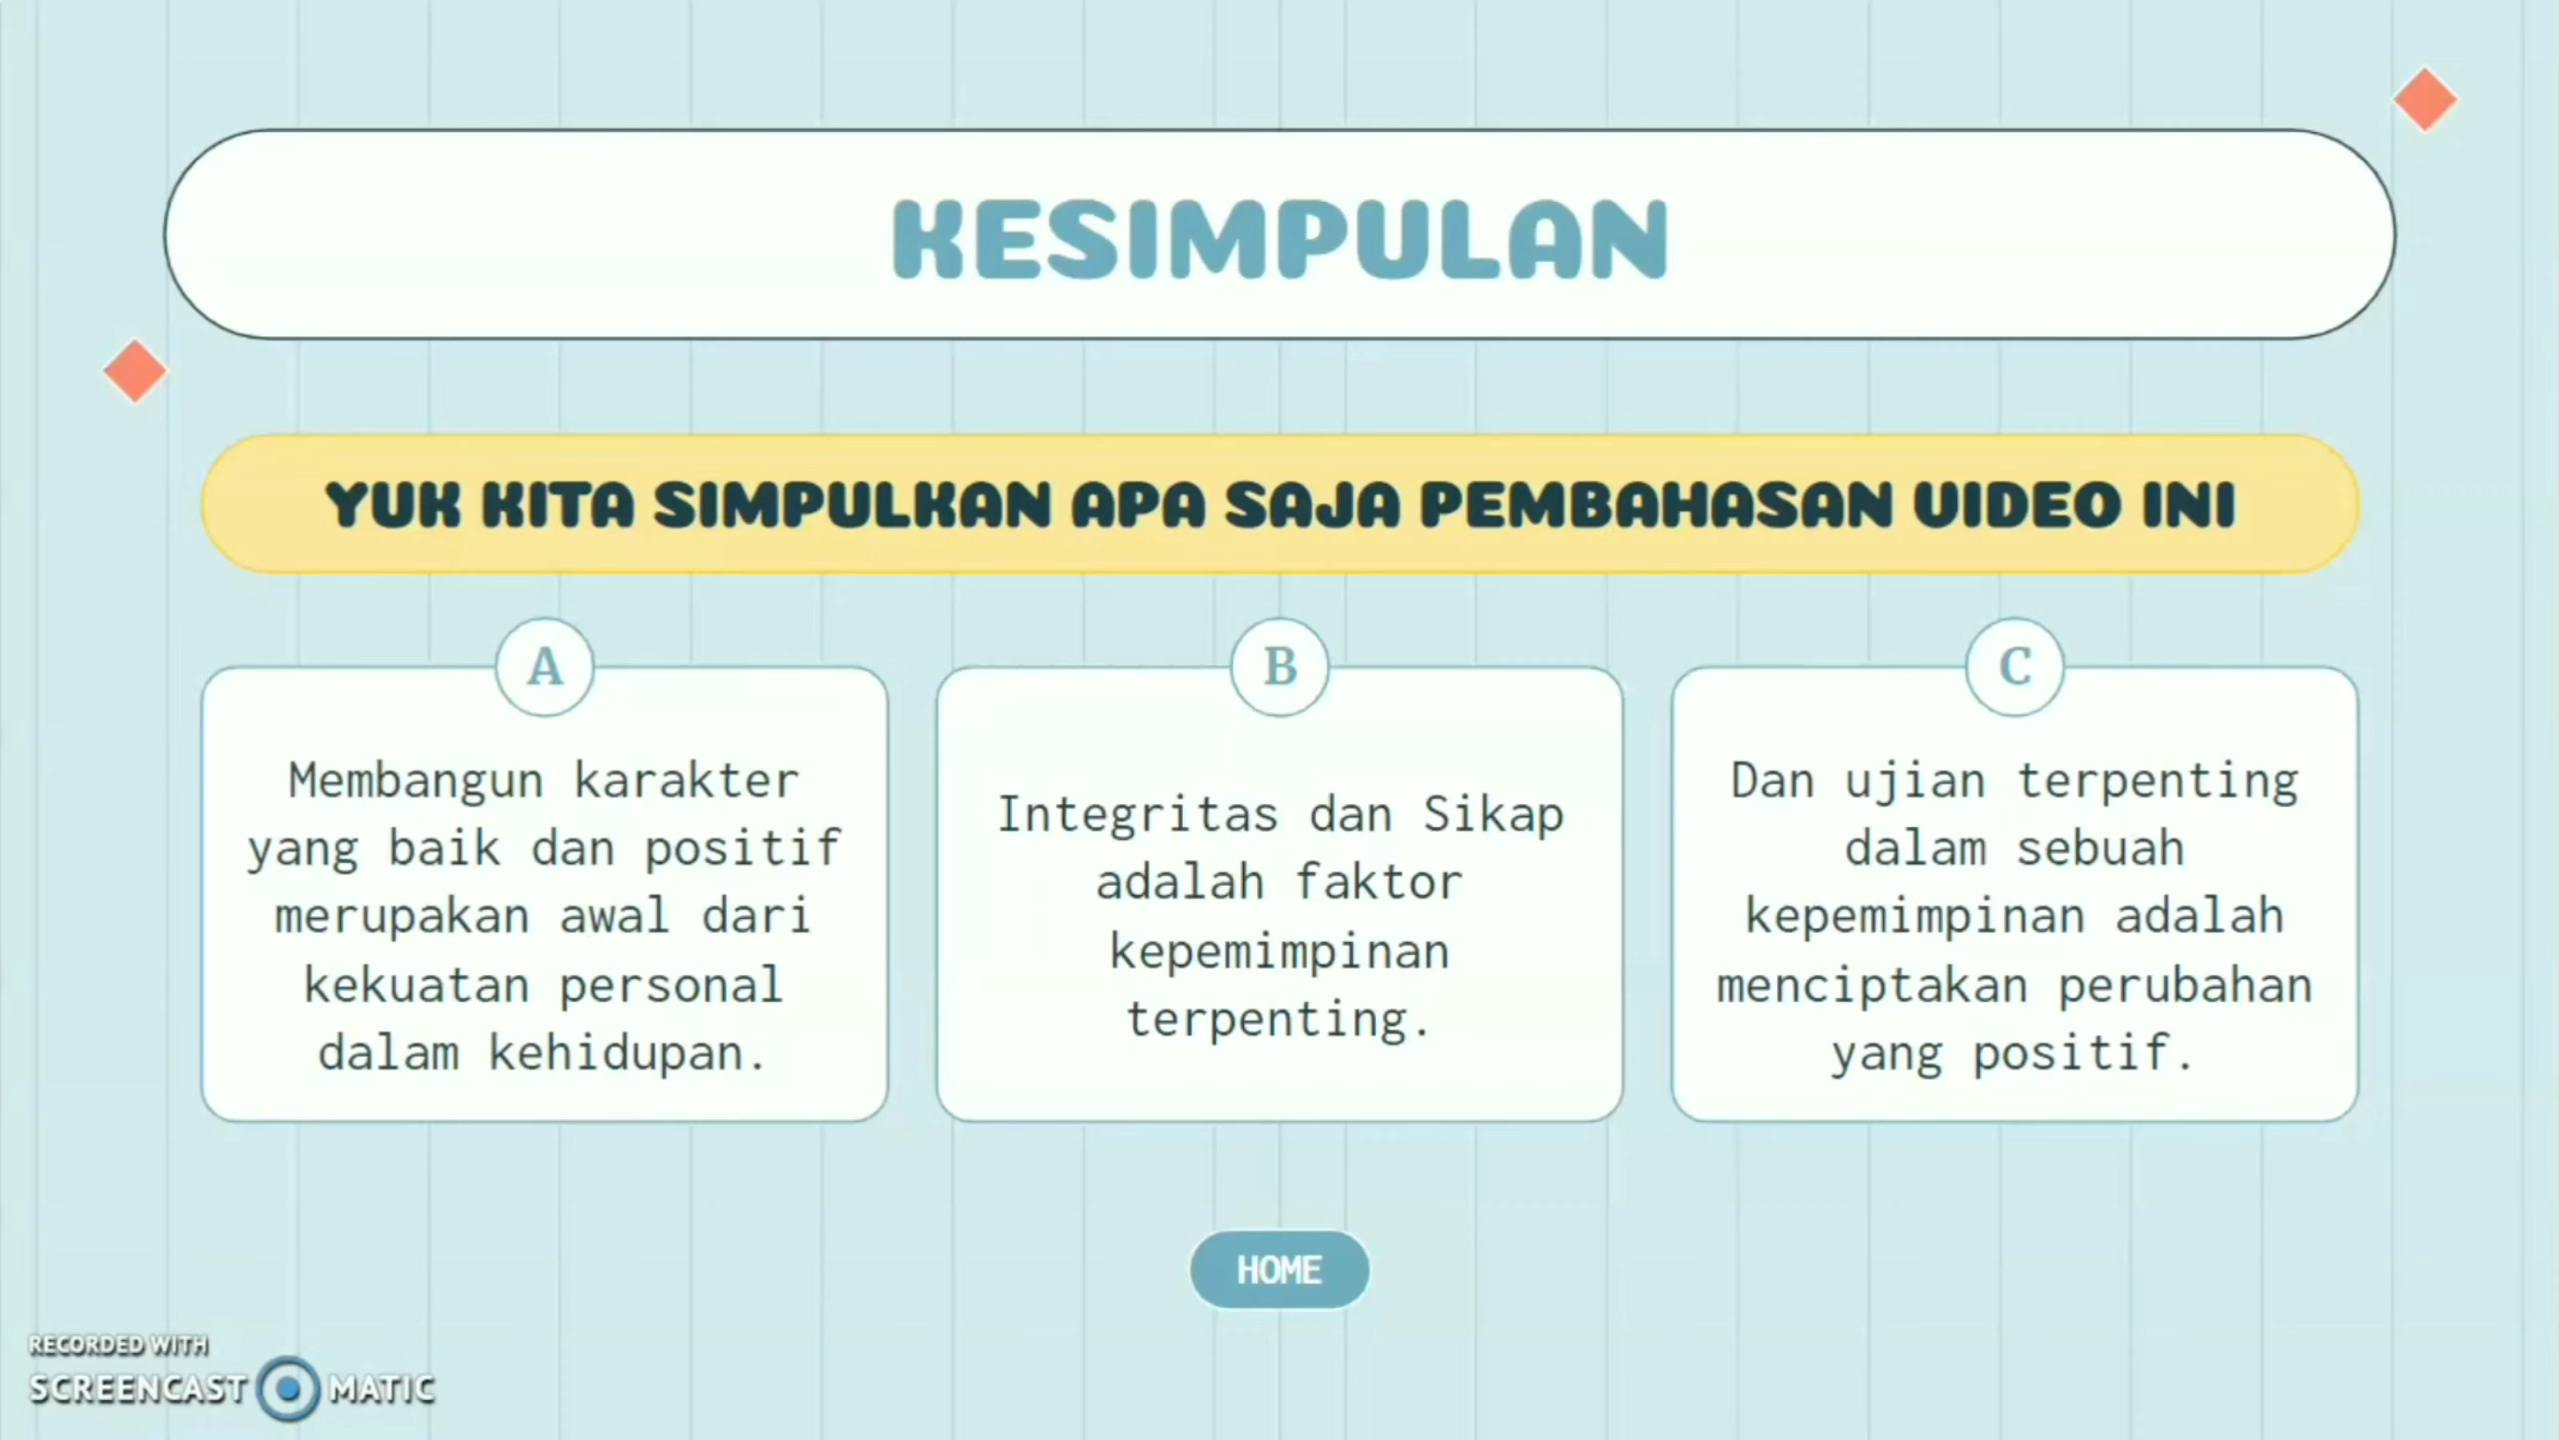 KESIMPULAN
YUK KITA SIMPULKAN APA SAJA PEMBAHASAN VIDEO INI
A
Membangun karakter
yang baik dan positif
merupakan awal dari
kekuatan personal
dalam kehidupan.
B
Integritas dan Sikap
adalah faktor
kepemimpinan
terpenting.
C
Dan ujian terpenting
dalam sebuah
kepemimpinan adalah
menciptakan perubahan
yang positif.
HOME
RECORDED WITH
SCREENCAST MATIC